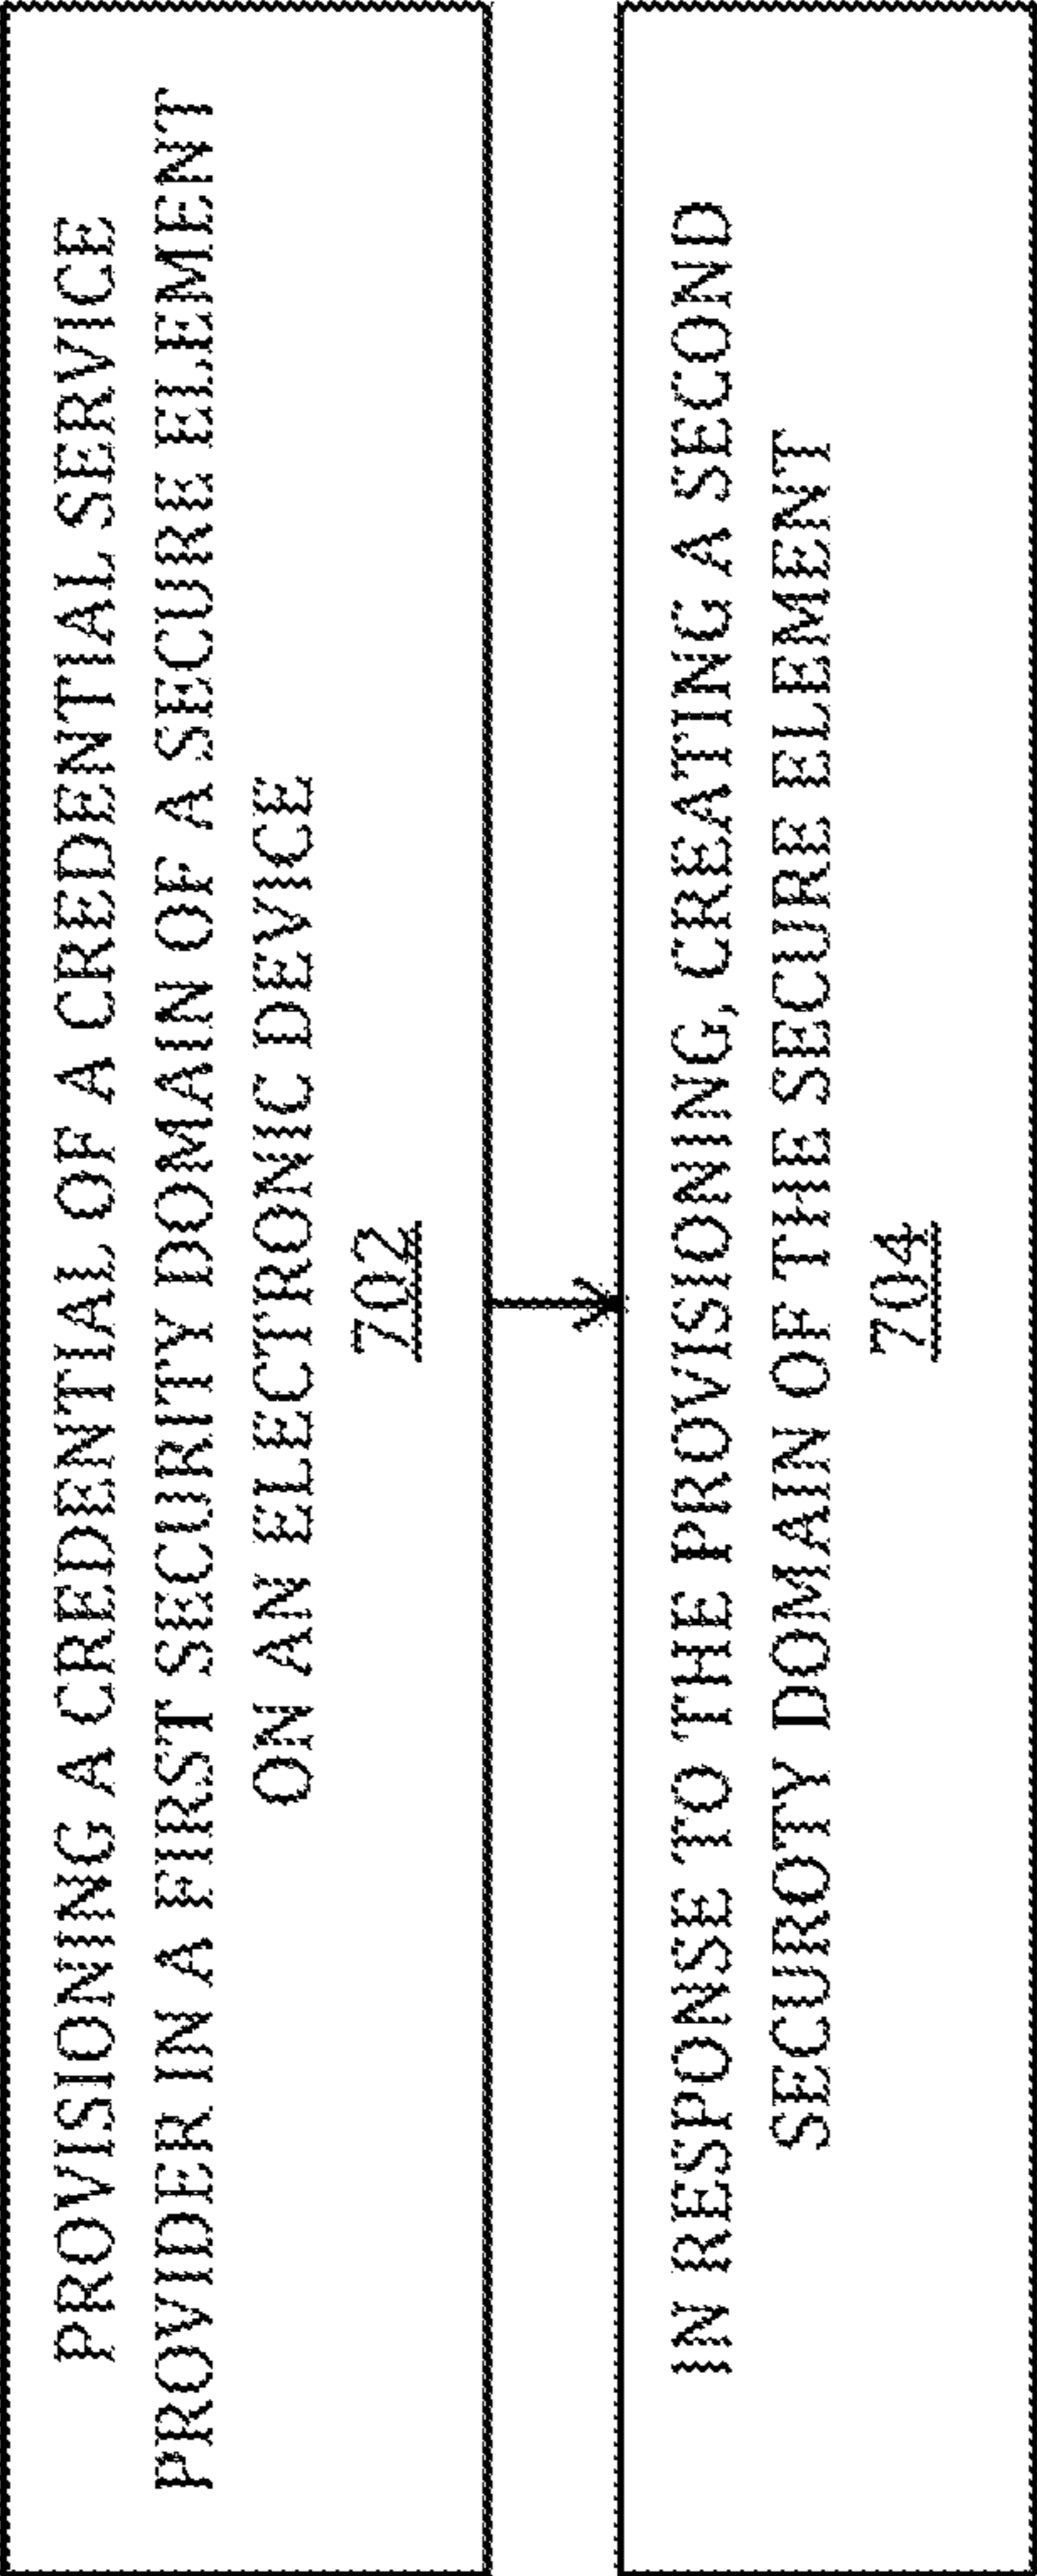 PROVISIONING A CREDENTIAL OF A CREDENTIAL SERVICE
PROVIDER IN A FIRST SECURITY DOMAIN OF A SECURE ELEMENT
ON AN ELECTRONIC DEVICE
702
IN RESPONSE TO THE PROVISIONING, CREATING A SECOND
SECUROTY DOMAIN OF THE SECURE ELEMENT
704